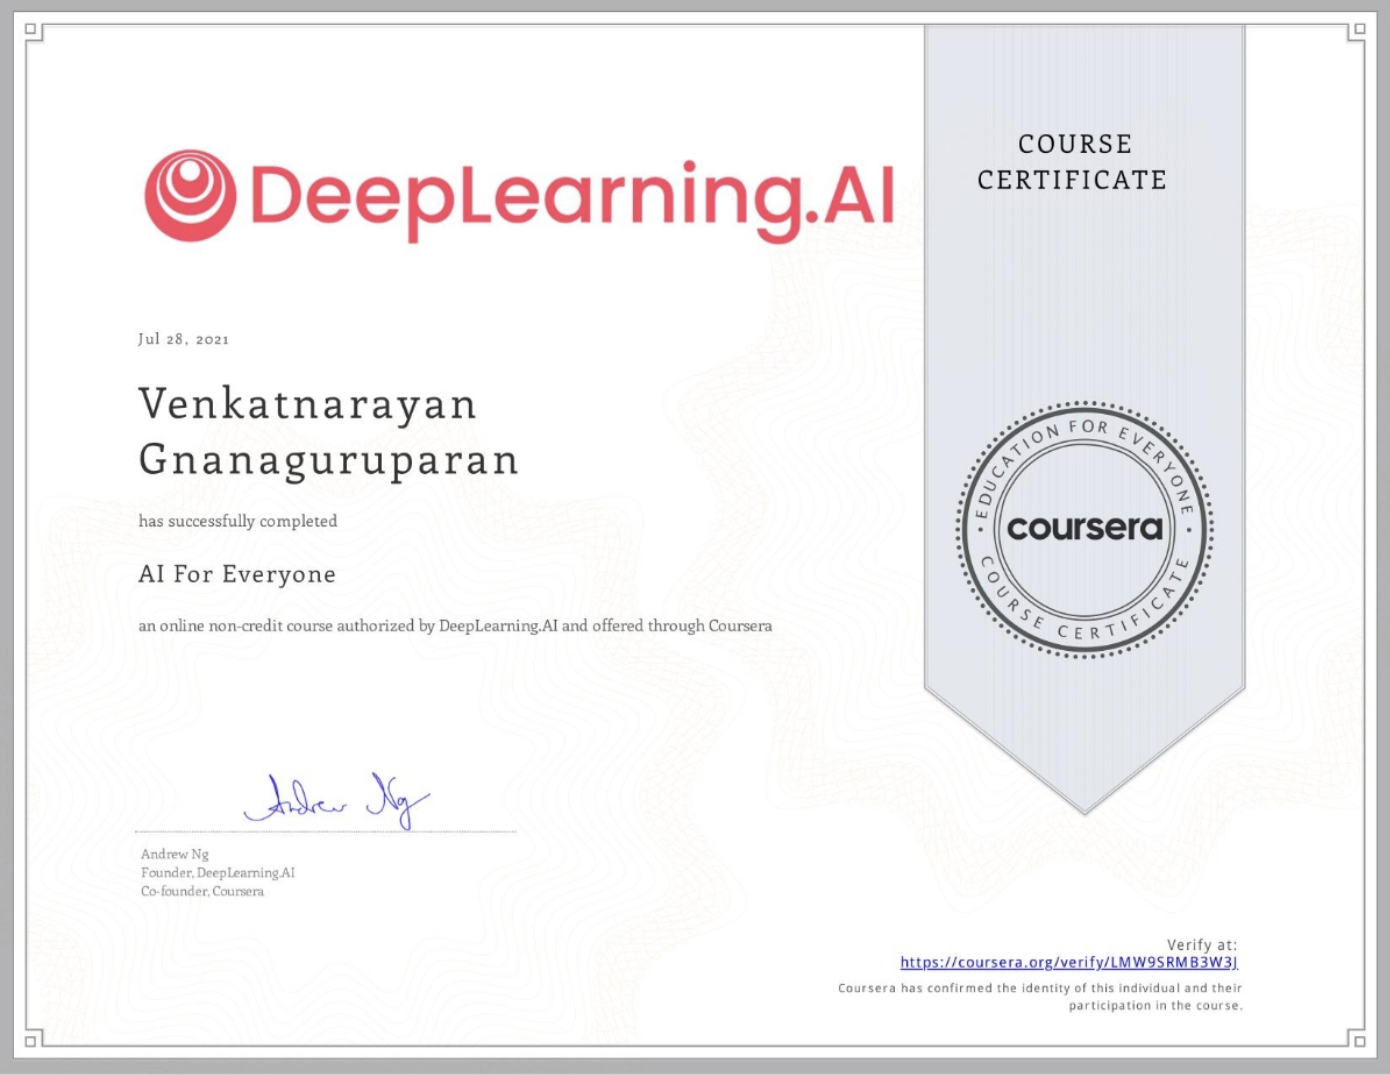 DeepLearning.AI
COURSE
CERTIFICATE
Jul 28, 2021
Venkatnarayan
Gnanaguruparan
has successfully completed
AI For Everyone
an online non-credit course authorized by DeepLearning.AI and offered through Coursera
EDUCATION FOR EVERYONE
coursera
COURSE CERTIFICATE
Andrew Ng
Andrew Ng
Founder, DeepLearning.AI
Co-founder, Coursera
Verify at:
https://coursera.org/verify/LMW9SRMB3W3J
Coursera has confirmed the identity of this individual and their
participation in the course.